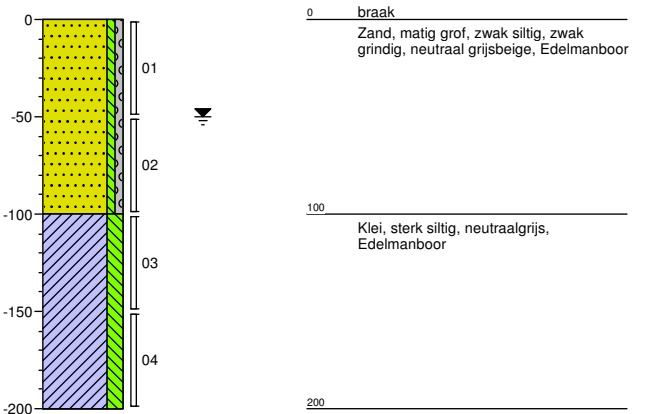 0
braak
0
Zand, matig grof, zwak siltig, zwak
grindig, neutraal grijsbeige, Edelmanboor
01
-50
02
-100
100
Klei, sterk siltig, neutraalgrijs,
Edelmanboor
03
-150
04
-200
200